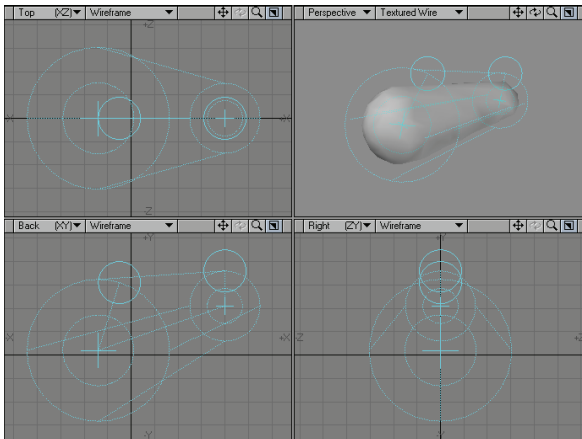 Top (XZ) Wireframe
Perspective Textured Wire
+Z
-X +X
-Z
Back (XY) Wireframe
Right (ZY) Wireframe
+Y
+Y
-X +X
-Z +Z
-Y
-Y